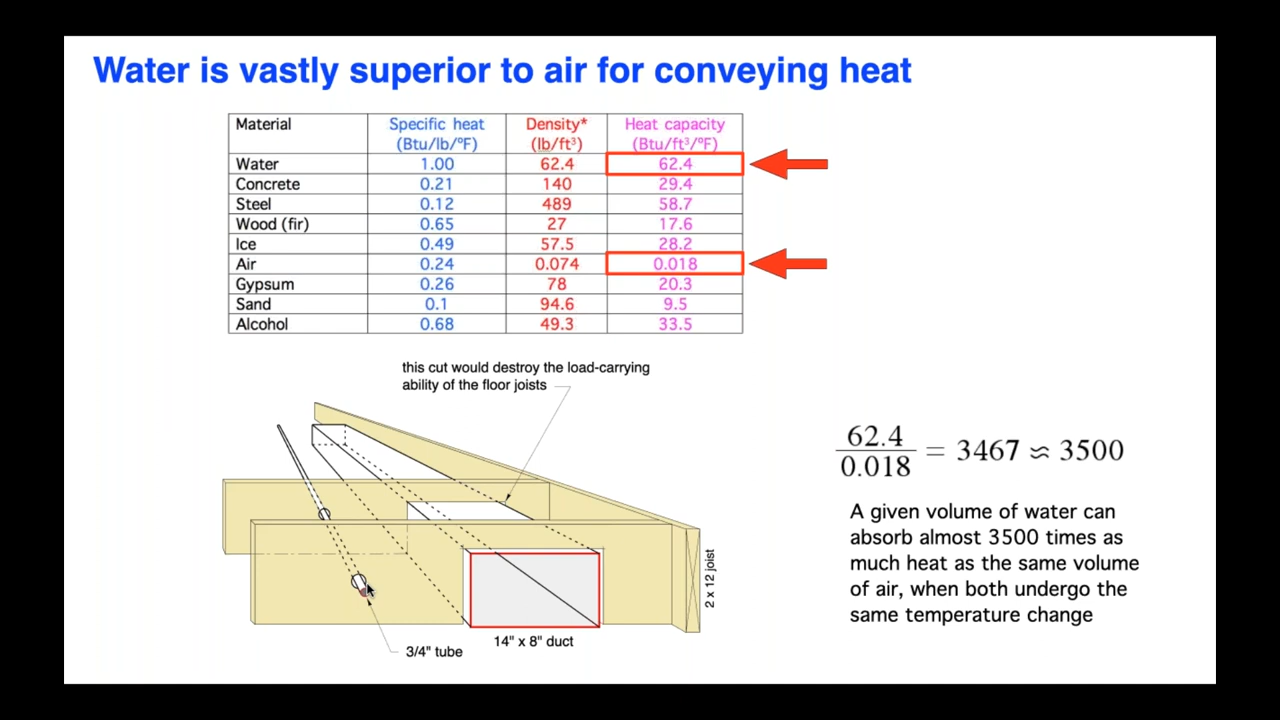 Water is vastly superior to air for conveying heat
Material Specific heat Density* Heat capacity
(Btu/lb/ºF) (lb/ft³) (Btu/ft³/ºF)
Water 1.00 62.4 62.4
Concrete 0.21 140 29.4
Steel 0.12 489 58.7
Wood (fir) 0.65 27 17.6
Ice 0.49 57.5 28.2
Air 0.24 0.074 0.018
Gypsum 0.26 78 20.3
Sand 0.1 94.6 9.5
Alcohol 0.68 49.3 33.5
this cut would destroy the load-carrying
ability of the floor joists
2 x 12 joist
14" x 8" duct
3/4" tube
62.4
0.018
= 3467 ≈ 3500
A given volume of water can
absorb almost 3500 times as
much heat as the same volume
of air, when both undergo the
same temperature change